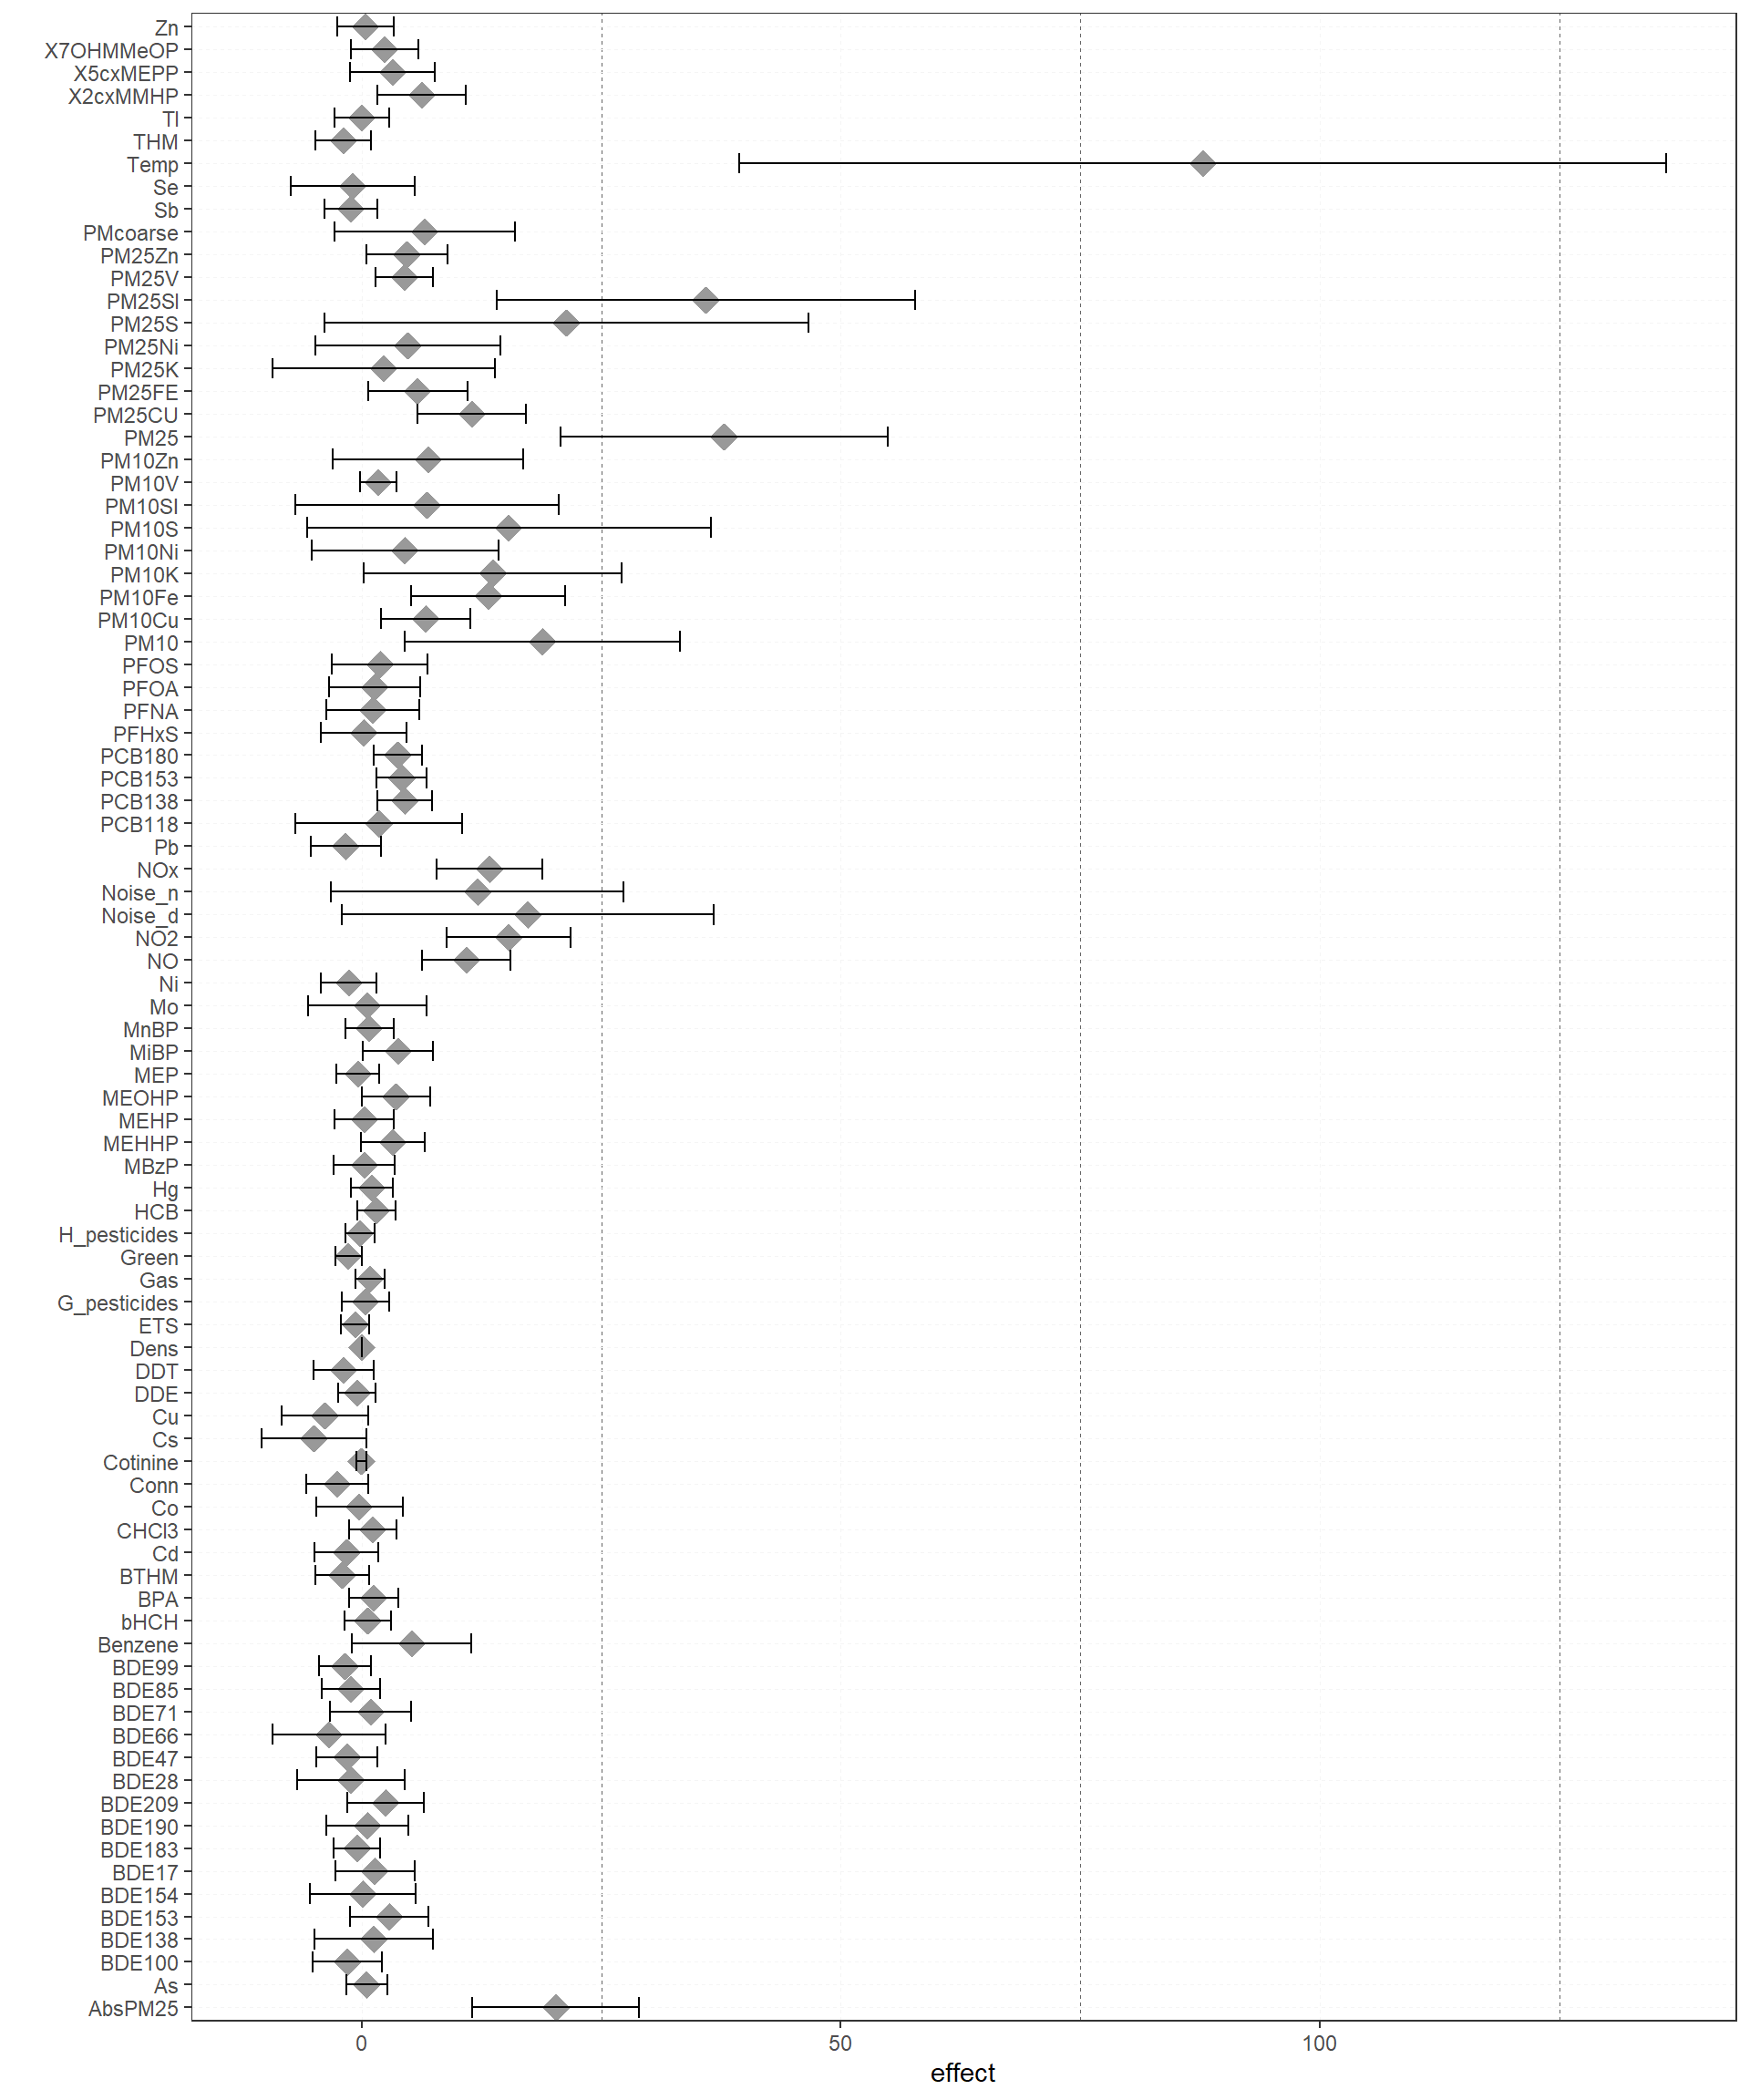 Zn
X7OHMMeOP
X5cxMEPP
X2cxMMHP
Tl
THM
Temp
Se
Sb
PMcoarse
PM25Zn
PM25V
PM25SI
PM25S
PM25Ni
PM25K
PM25FE
PM25CU
PM25
PM10Zn
PM10V
PM10SI
PM10S
PM10Ni
PM10K
PM10Fe
PM10Cu
PM10
PFOS
PFOA
PFNA
PFHxS
PCB180
PCB153
PCB138
PCB118
Pb
NOx
Noise_n
Noise_d
NO2
NO
Ni
Mo
MnBP
MiBP
MEP
MEOHP
MEHP
MEHHP
MBzP
Hg
HCB
H_pesticides
Green
Gas
G_pesticides
ETS
Dens
DDT
DDE
Cu
Cs
Cotinine
Conn
Co
CHCl3
Cd
BTHM
BPA
bHCH
Benzene
BDE99
BDE85
BDE71
BDE66
BDE47
BDE28
BDE209
BDE190
BDE183
BDE17
BDE154
BDE153
BDE138
BDE100
As
AbsPM25
0 50 100
effect